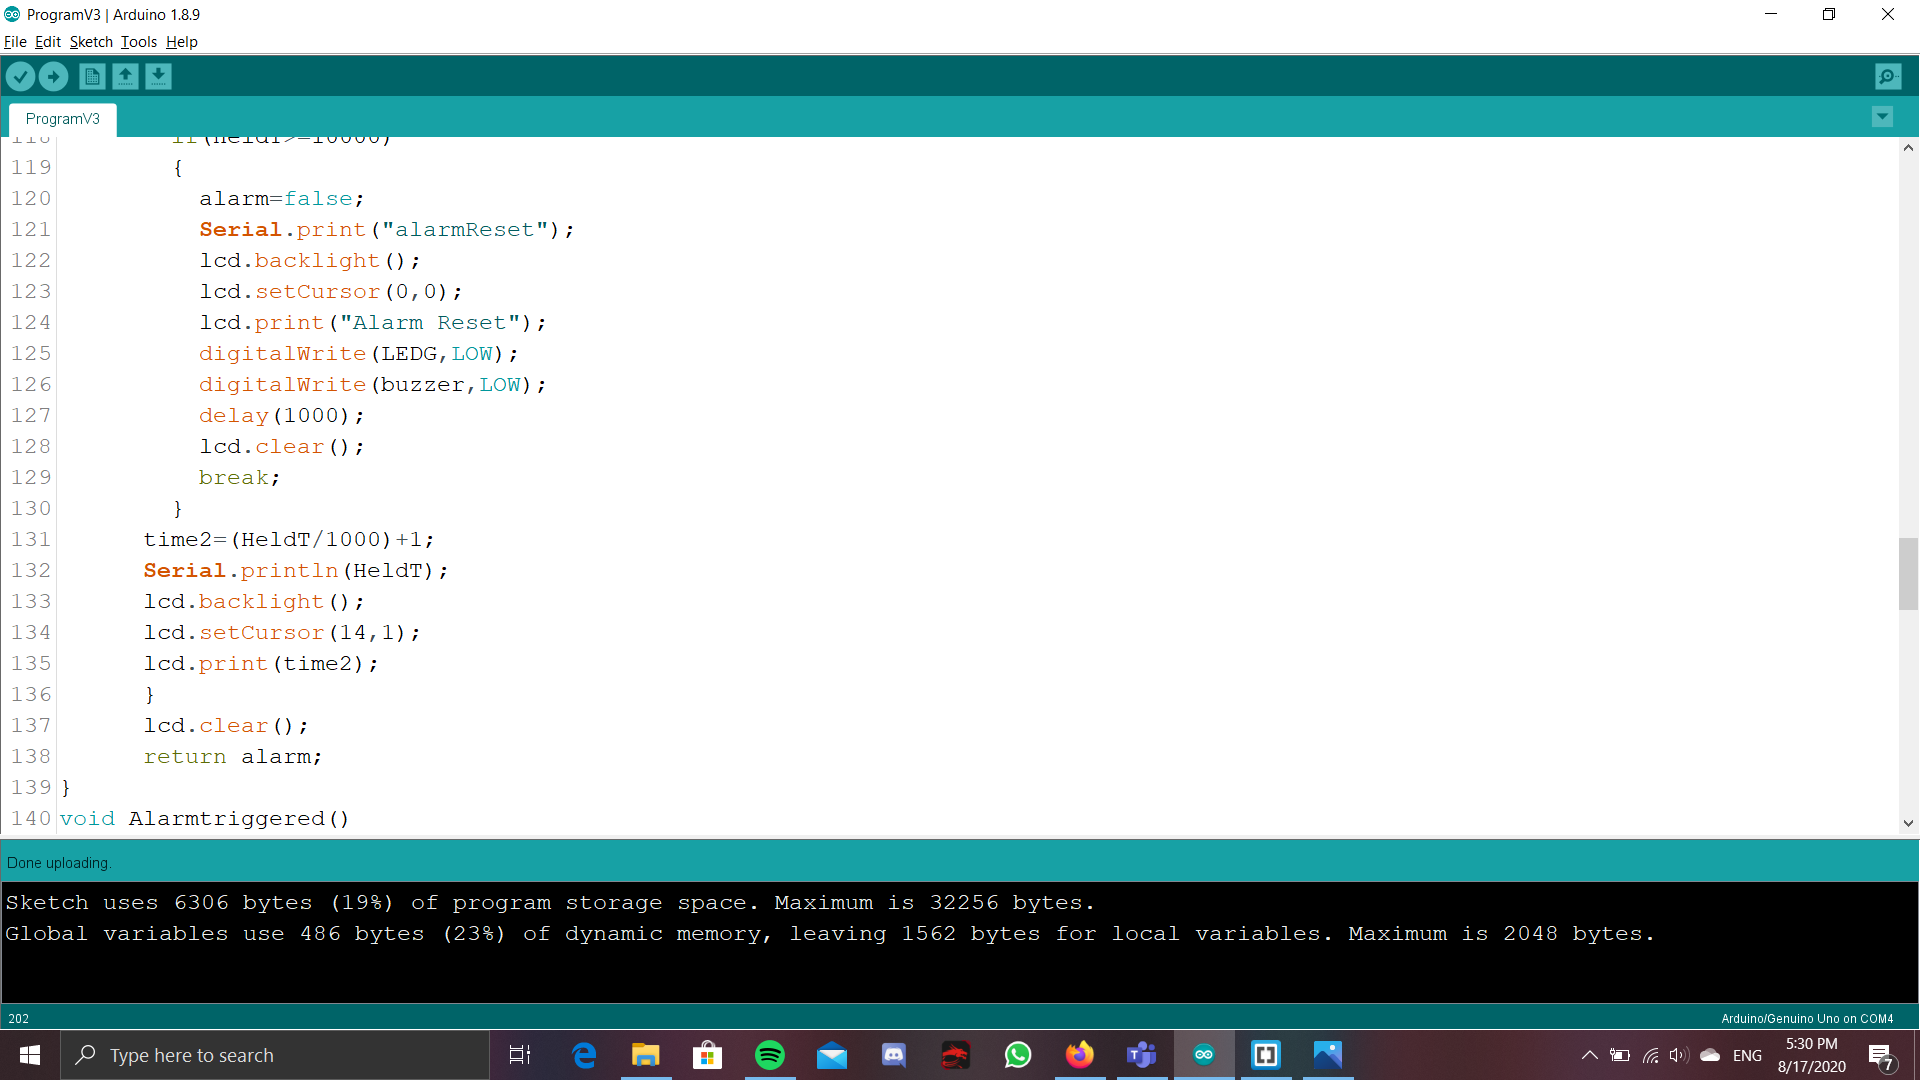 ProgramV3 | Arduino 1.8.9
File Edit Sketch Tools Help
ProgramV3
118 if(HeldT>=10000)
119 {
120 alarm=false;
121 Serial.print("alarmReset");
122 lcd.backlight();
123 lcd.setCursor(0,0);
124 lcd.print("Alarm Reset");
125 digitalWrite(LEDG,LOW);
126 digitalWrite(buzzer,LOW);
127 delay(1000);
128 lcd.clear();
129 break;
130 }
131 time2=(HeldT/1000)+1;
132 Serial.println(HeldT);
133 lcd.backlight();
134 lcd.setCursor(14,1);
135 lcd.print(time2);
136 }
137 lcd.clear();
138 return alarm;
139 }
140 void Alarmtriggered()
Done uploading.
Sketch uses 6306 bytes (19%) of program storage space. Maximum is 32256 bytes.
Global variables use 486 bytes (23%) of dynamic memory, leaving 1562 bytes for local variables. Maximum is 2048 bytes.
202
Arduino/Genuino Uno on COM4
Type here to search
ENG
5:30 PM
8/17/2020
7